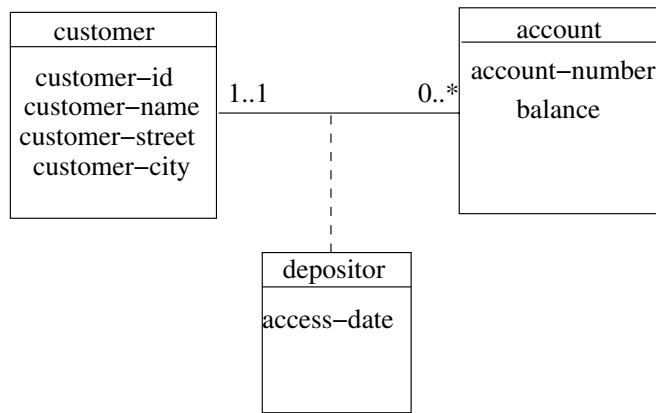 customer
customer–id
customer–name
customer–street
customer–city
1..1
0..*
account
account–number
balance
depositor
access–date